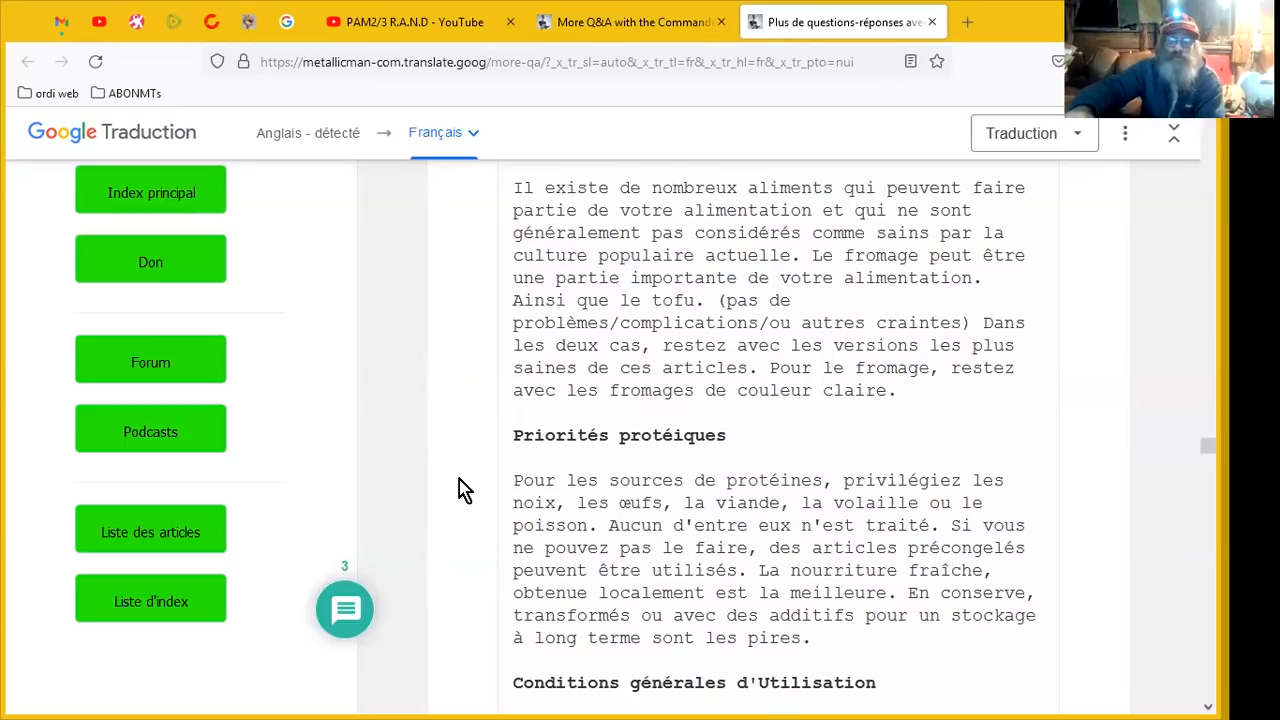 PAM2/3 R.A.N.D - YouTube
More Q&A with the Command
Plus de questions-réponses ave
https://metallicman-com.translate.goog/more-qa/?_x_tr_sl=auto&_x_tr_tl=fr&_x_tr_hl=fr&_x_tr_pto=nui
ordi web
ABONMTs
Google Traduction
Anglais - détecté
Français
Traduction
Index principal
Don
Forum
Podcasts
Liste des articles
Liste d'index
3
Il existe de nombreux aliments qui peuvent faire
partie de votre alimentation et qui ne sont
généralement pas considérés comme sains par la
culture populaire actuelle. Le fromage peut être
une partie importante de votre alimentation.
Ainsi que le tofu. (pas de
problèmes/complications/ou autres craintes) Dans
les deux cas, restez avec les versions les plus
saines de ces articles. Pour le fromage, restez
avec les fromages de couleur claire.
Priorités protéiques
Pour les sources de protéines, privilégiez les
noix, les œufs, la viande, la volaille ou le
poisson. Aucun d'entre eux n'est traité. Si vous
ne pouvez pas le faire, des articles précongelés
peuvent être utilisés. La nourriture fraîche,
obtenue localement est la meilleure. En conserve,
transformés ou avec des additifs pour un stockage
à long terme sont les pires.
Conditions générales d'Utilisation